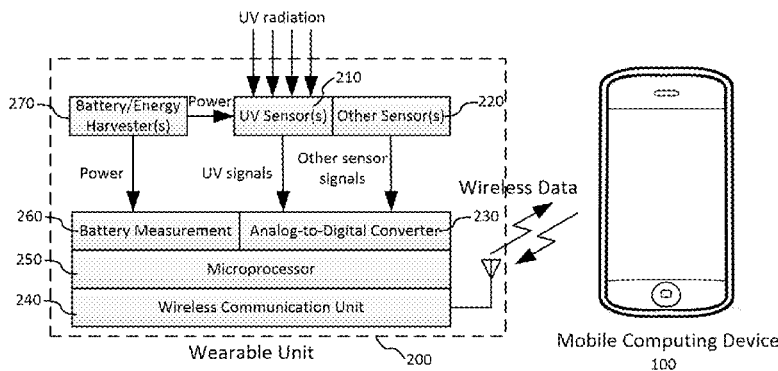 UV radiation
210
270
Battery/Energy
Harvester(s)
Power
UV Sensor(s)
Other Sensor(s)
220
Power
UV signals
Other sensor
signals
Wireless Data
260
Battery Measurement
Analog-to-Digital Converter
230
250
Microprocessor
240
Wireless Communication Unit
Wearable Unit
200
Mobile Computing Device
100